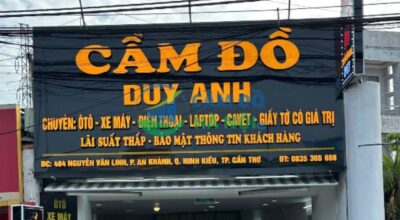 CẦM ĐỒ
DUY ANH
CHUYÊN: ÔTÔ - XE MÁY - ĐIỆN THOẠI - LAPTOP - CAVET - GIẤY TỜ CÓ GIÁ TRỊ
LÃI SUẤT THẤP - BẢO MẬT THÔNG TIN KHÁCH HÀNG
ĐC: 404 NGUYỄN VĂN LINH, P. AN KHÁNH, Q. NINH KIỀU, TP. CẦN THƠ ĐT: 0835 365 688
ÔTÔ
XE MÁY